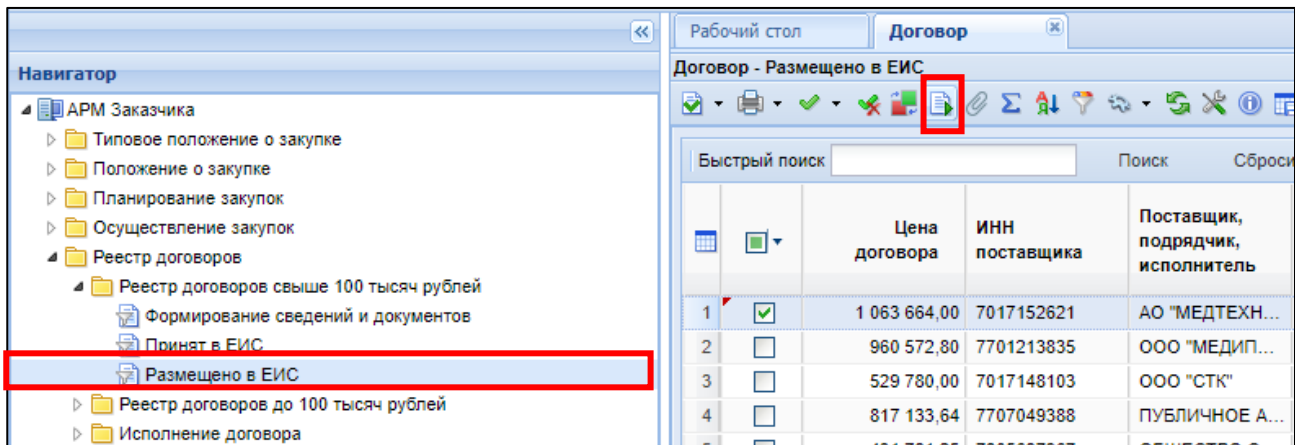 Навигатор
АРМ Заказчика
Типовое положение о закупке
Положение о закупке
Планирование закупок
Осуществление закупок
Реестр договоров
Реестр договоров свыше 100 тысяч рублей
Формирование сведений и документов
Принят в ЕИС
Размещено в ЕИС
Реестр договоров до 100 тысяч рублей
Исполнение договора
Рабочий стол Договор
Договор - Размещено в ЕИС
Быстрый поиск Поиск Сброси
Цена договора ИНН поставщика Поставщик, подрядчик, исполнитель
1 1 063 664,00 7017152621 АО "МЕДТЕХН...
2 960 572,80 7701213835 ООО "МЕДИП...
3 529 780,00 7017148103 ООО "СТК"
4 817 133,64 7707049388 ПУБЛИЧНОЕ А...